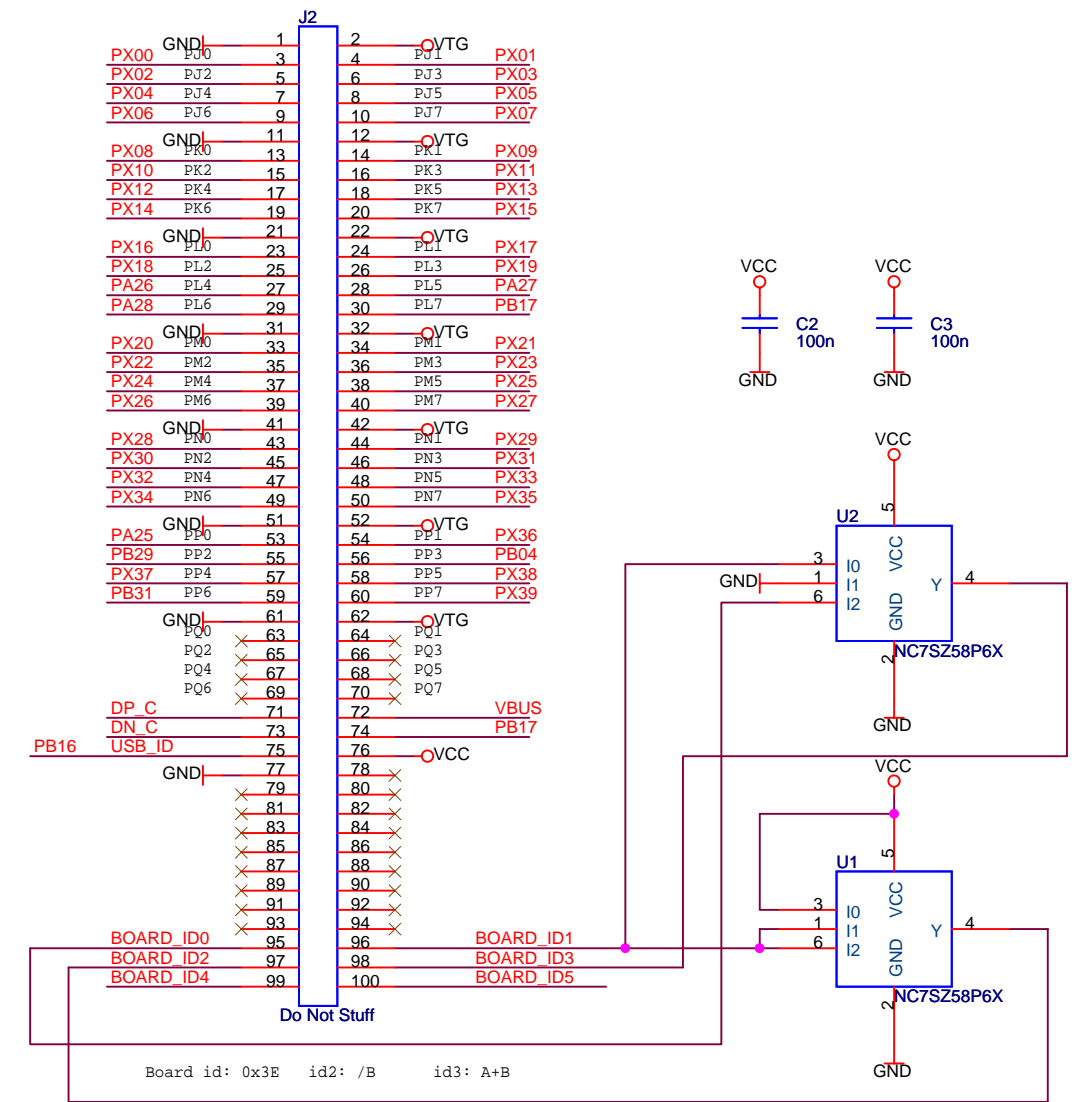 J2
GND 1 2 VTG
PX00 PJ0 3 4 PJ1 PX01
PX02 PJ2 5 6 PJ3 PX03
PX04 PJ4 7 8 PJ5 PX05
PX06 PJ6 9 10 PJ7 PX07
GND 11 12 VTG
PX08 PK0 13 14 PK1 PX09
PX10 PK2 15 16 PK3 PX11
PX12 PK4 17 18 PK5 PX13
PX14 PK6 19 20 PK7 PX15
GND 21 22 VTG
PX16 PL0 23 24 PL1 PX17
PX18 PL2 25 26 PL3 PX19
PA26 PL4 27 28 PL5 PA27
PA28 PL6 29 30 PL7 PB17
GND 31 32 VTG
PX20 PM0 33 34 PM1 PX21
PX22 PM2 35 36 PM3 PX23
PX24 PM4 37 38 PM5 PX25
PX26 PM6 39 40 PM7 PX27
GND 41 42 VTG
PX28 PN0 43 44 PN1 PX29
PX30 PN2 45 46 PN3 PX31
PX32 PN4 47 48 PN5 PX33
PX34 PN6 49 50 PN7 PX35
GND 51 52 VTG
PA25 PP0 53 54 PP1 PX36
PB29 PP2 55 56 PP3 PB04
PX37 PP4 57 58 PP5 PX38
PB31 PP6 59 60 PP7 PX39
GND 61 62 VTG
PQ0 63 64 PQ1
PQ2 65 66 PQ3
PQ4 67 68 PQ5
PQ6 69 70 PQ7
DP_C 71 72 VBUS
DN_C 73 74 PB17
PB16 USB_ID 75 76 VCC
GND 77 78
79 80
81 82
83 84
85 86
87 88
89 90
91 92
93 94
BOARD_ID0 95 96 BOARD_ID1
BOARD_ID2 97 98 BOARD_ID3
BOARD_ID4 99 100 BOARD_ID5
Do Not Stuff
Board id: 0x3E id2: /B id3: A+B
VCC
C2
100n
GND
VCC
C3
100n
GND
VCC
5
U2
3 I0 VCC
GND 1 I1 Y 4
6 I2 GND
2
NC7SZ58P6X
GND
VCC
5
U1
3 I0 VCC
1 I1 Y 4
6 I2 GND
2
NC7SZ58P6X
GND